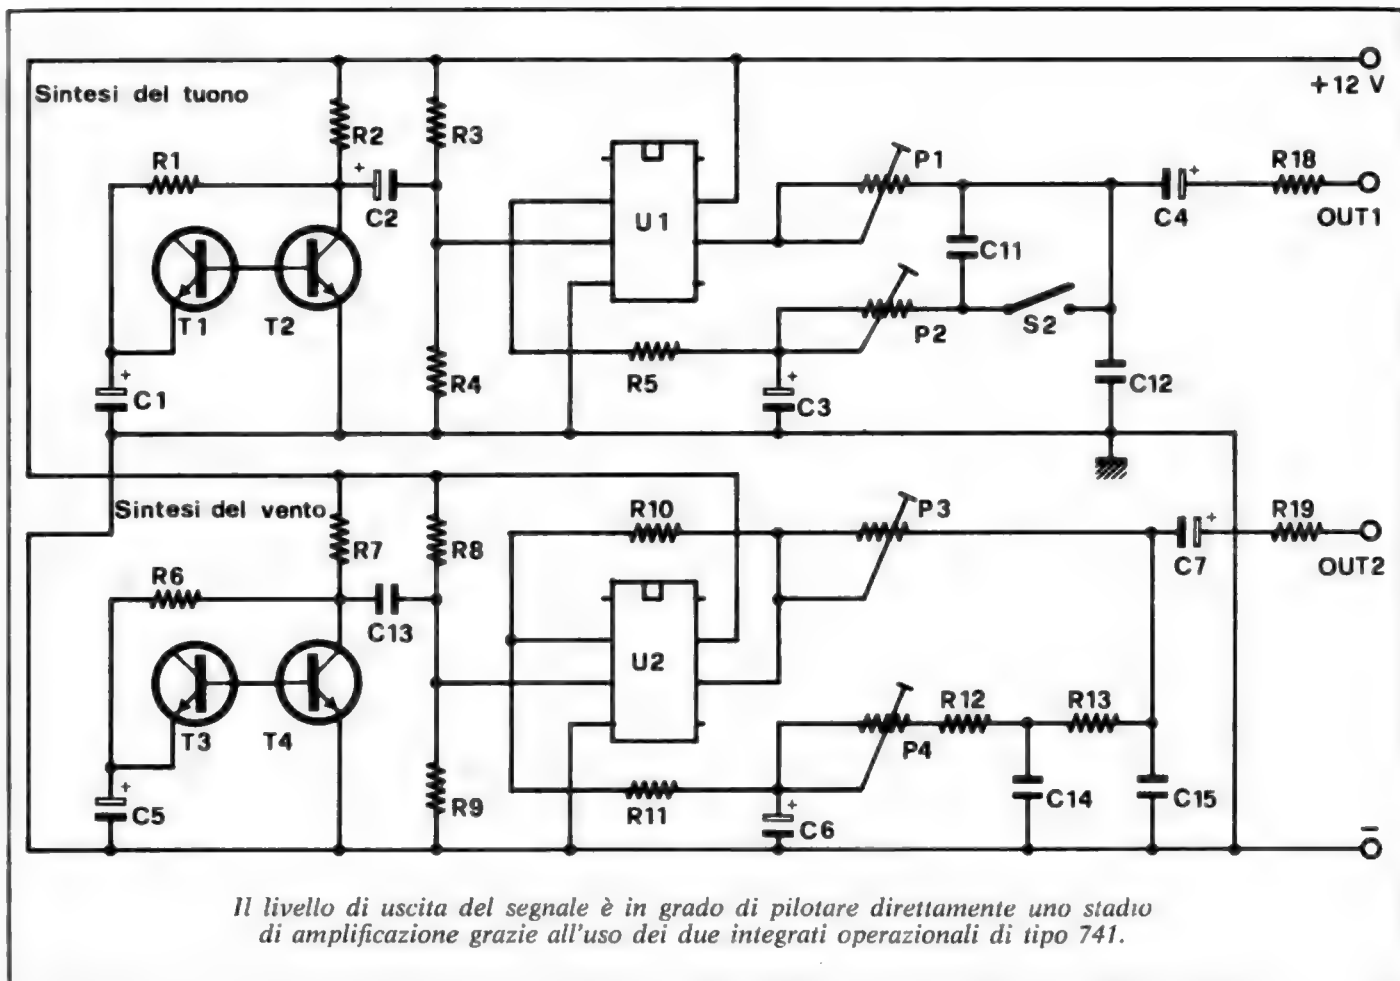 +12 V
Sintesi del tuono
R2
R3
R1
+
C2
U1
P1
R18
C4
+
OUT1
C11
T1
T2
P2
S2
+
C1
R4
R5
+
C3
C12
Sintesi del vento
R7
R8
R10
P3
R19
C7
+
OUT2
R6
C13
U2
T3
T4
P4
R12
R13
+
C5
R9
R11
+
C6
C14
C15
−
Il livello di uscita del segnale è in grado di pilotare direttamente uno stadio
di amplificazione grazie all'uso dei due integrati operazionali di tipo 741.